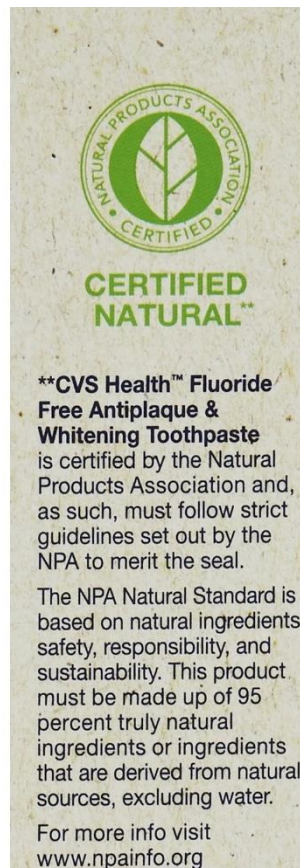 NATURAL PRODUCTS ASSOCIATION
• CERTIFIED •
CERTIFIED
NATURAL**
**CVS Health™ Fluoride
Free Antiplaque &
Whitening Toothpaste
is certified by the Natural
Products Association and,
as such, must follow strict
guidelines set out by the
NPA to merit the seal.
The NPA Natural Standard is
based on natural ingredients
safety, responsibility, and
sustainability. This product
must be made up of 95
percent truly natural
ingredients or ingredients
that are derived from natural
sources, excluding water.
For more info visit
www.npainfo.org